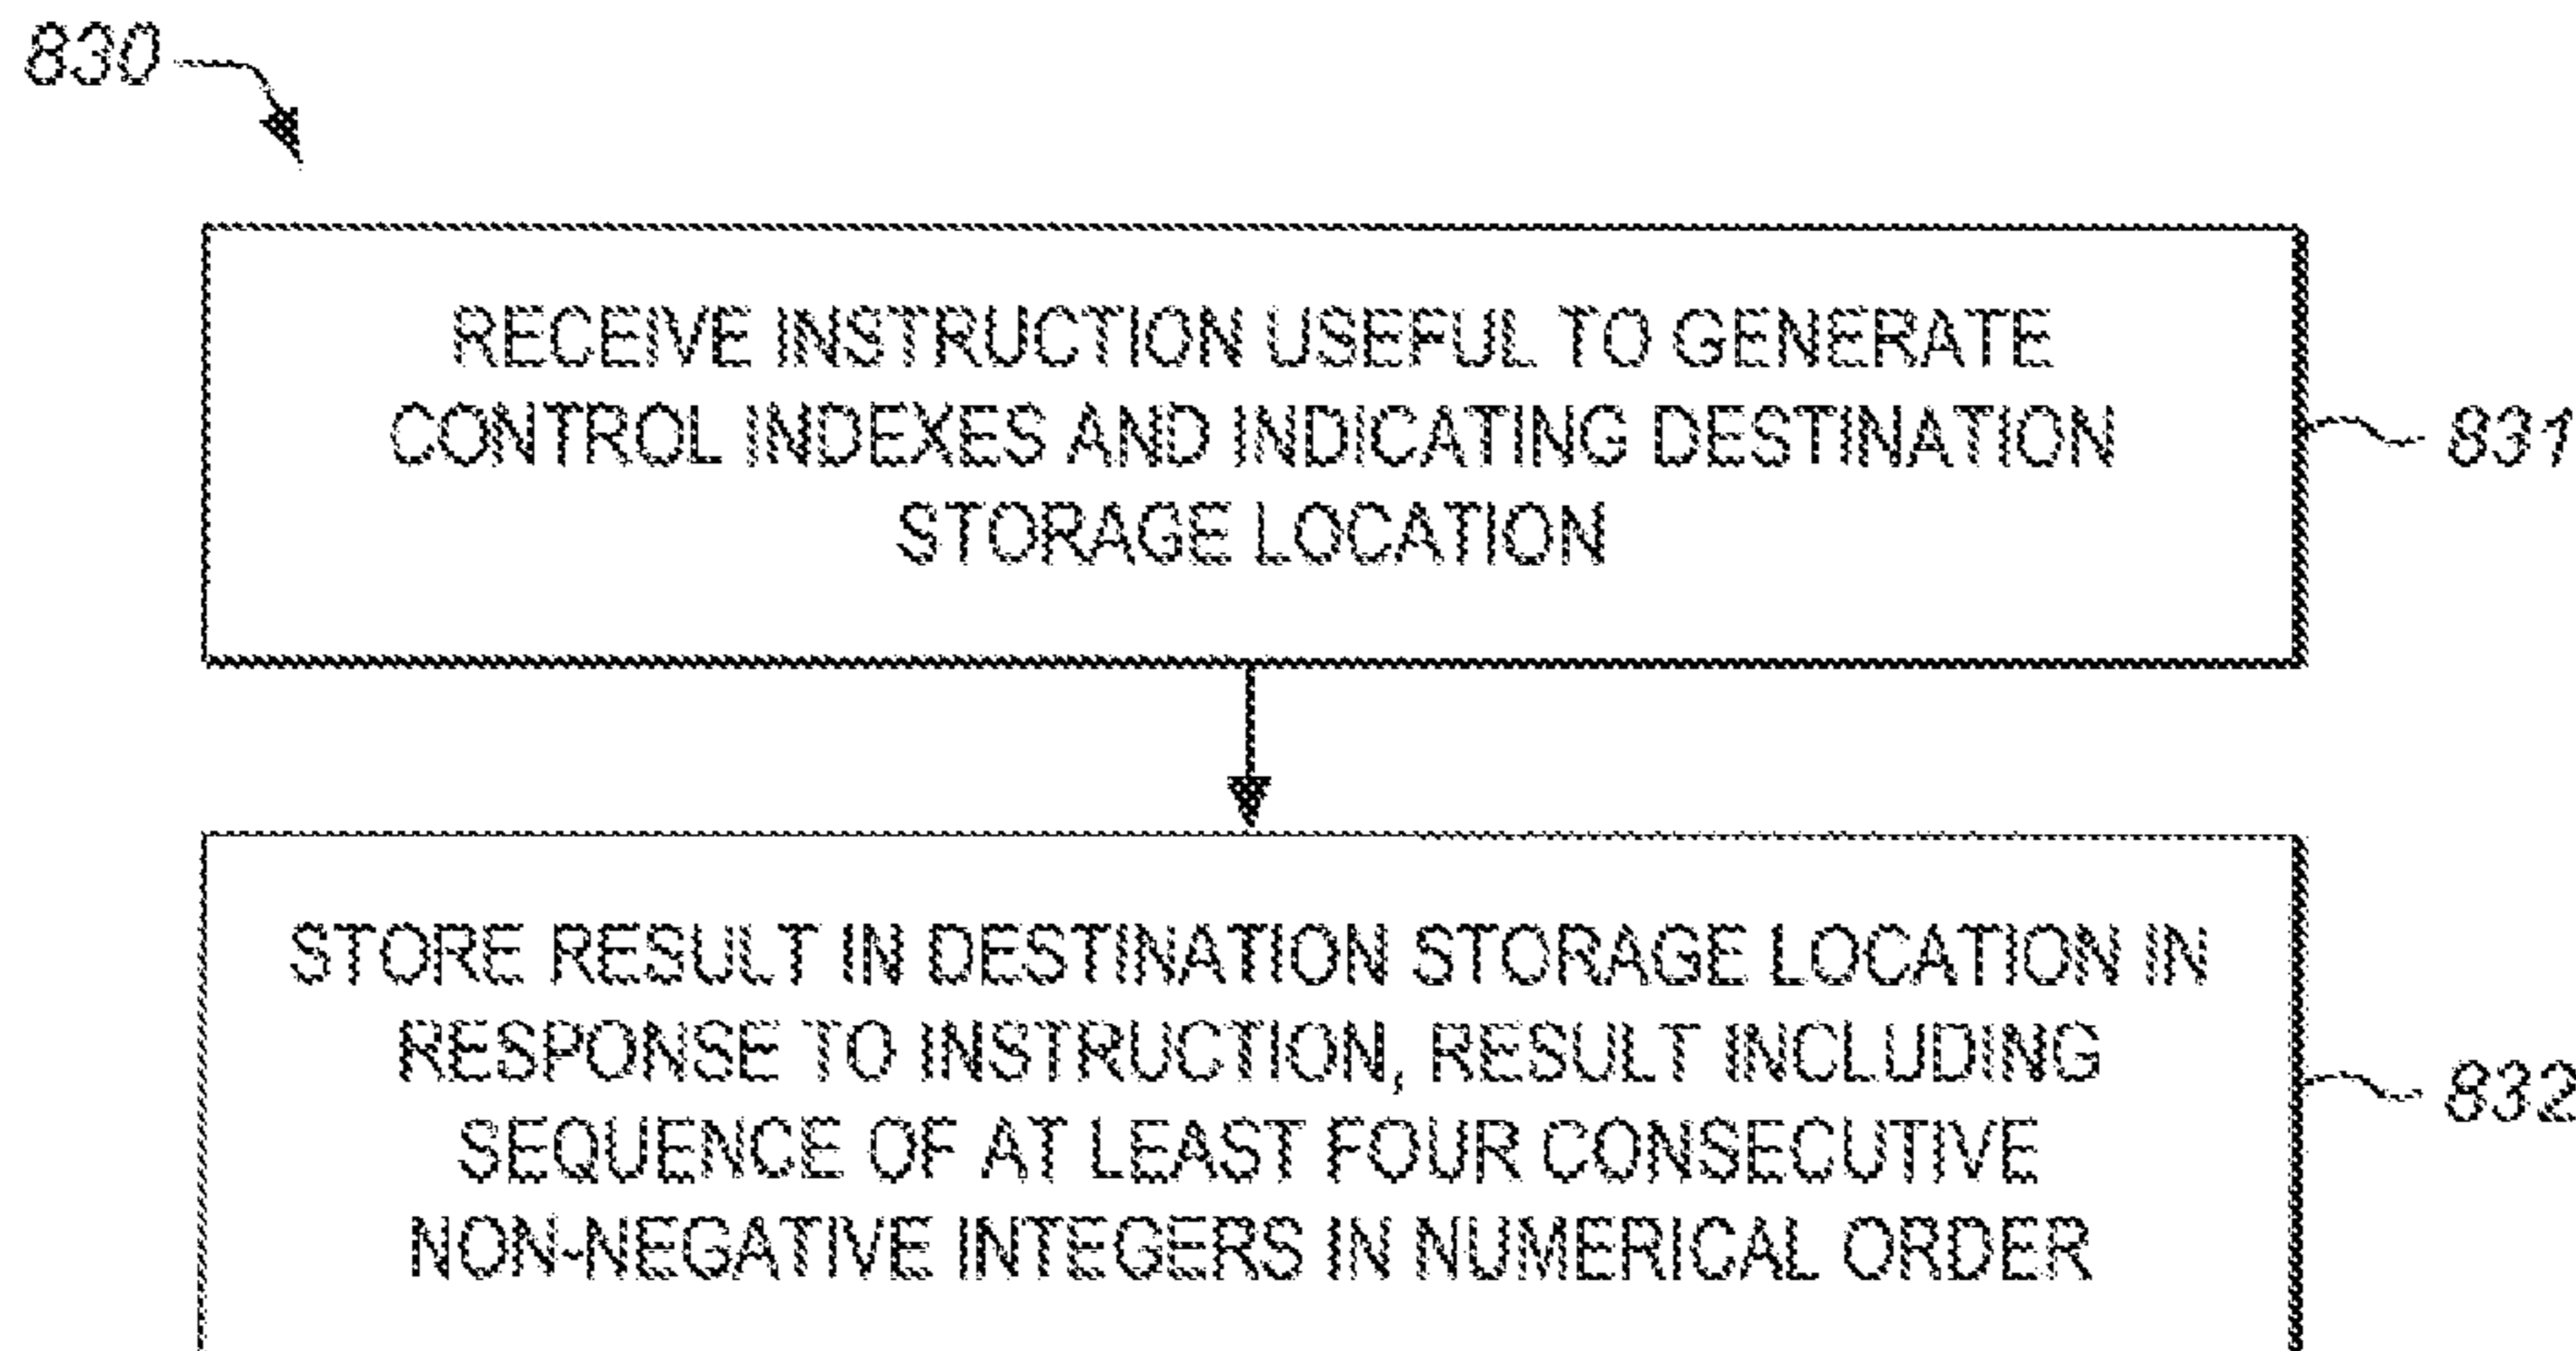 830
RECEIVE INSTRUCTION USEFUL TO GENERATE
CONTROL INDEXES AND INDICATING DESTINATION
STORAGE LOCATION
831
STORE RESULT IN DESTINATION STORAGE LOCATION IN
RESPONSE TO INSTRUCTION, RESULT INCLUDING
SEQUENCE OF AT LEAST FOUR CONSECUTIVE
NON-NEGATIVE INTEGERS IN NUMERICAL ORDER
832